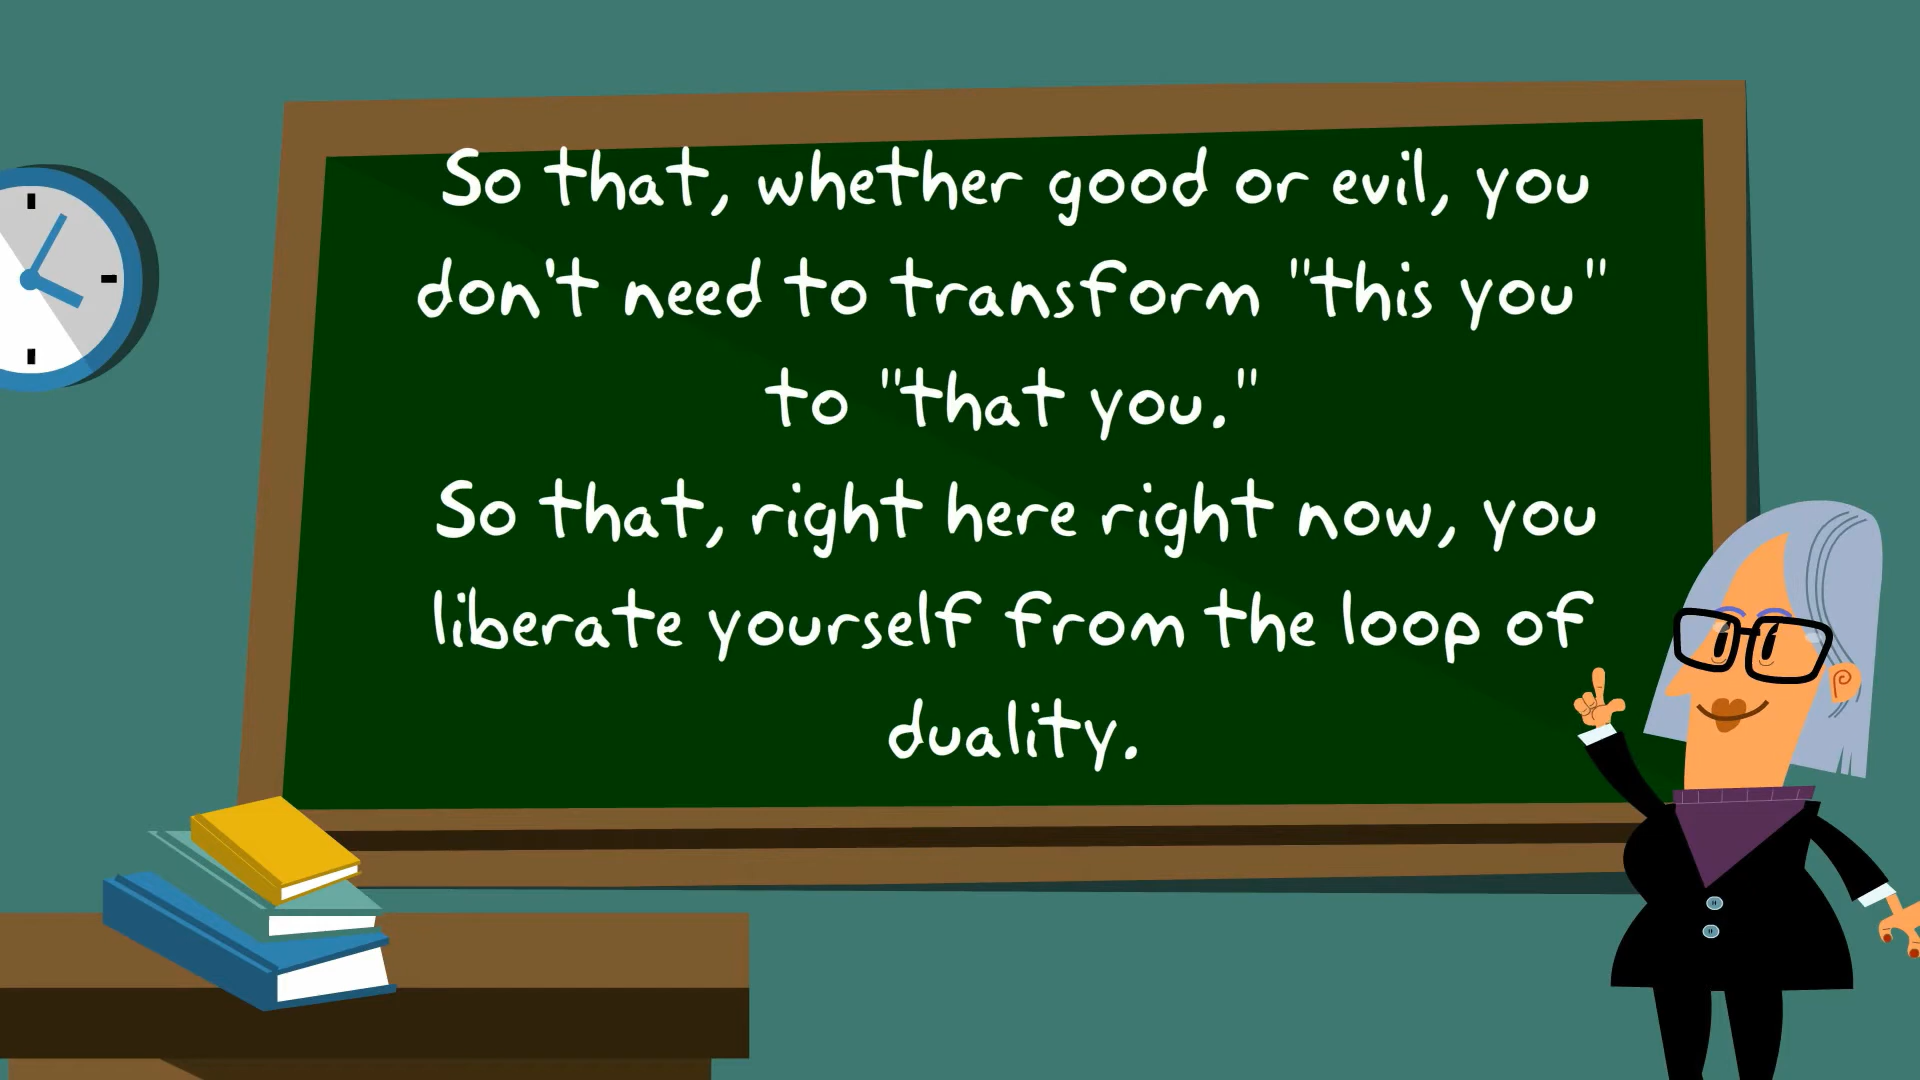 So that, whether good or evil, you
don't need to transform "this you"
to "that you."
So that, right here right now, you
liberate yourself from the loop of
duality.